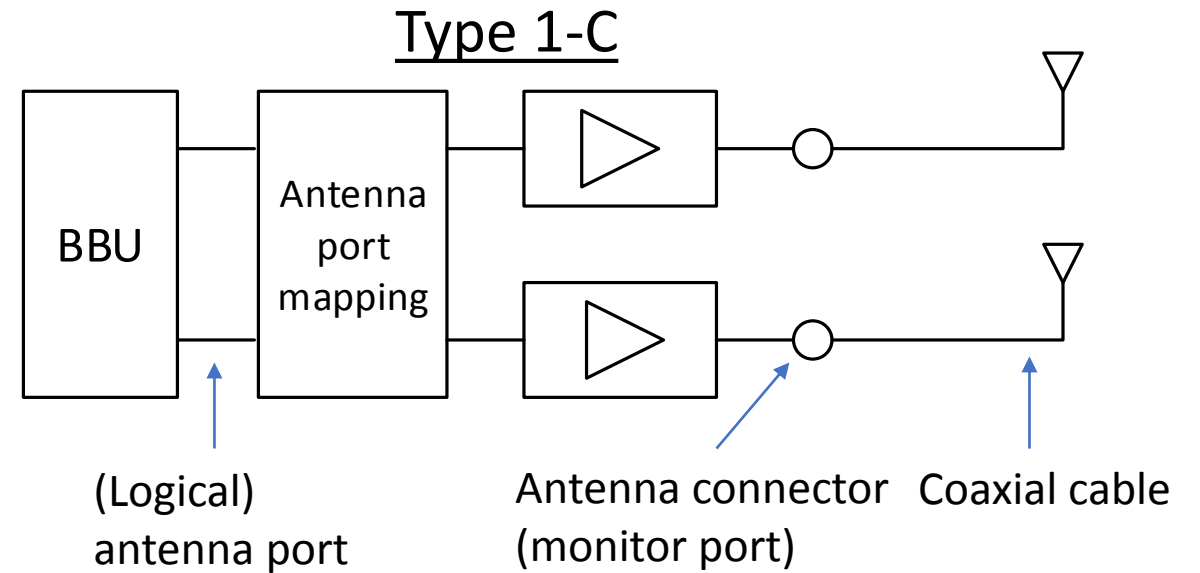 Type 1-C
BBU
Antenna
port
mapping
(Logical)
antenna port
Antenna connector
(monitor port)
Coaxial cable